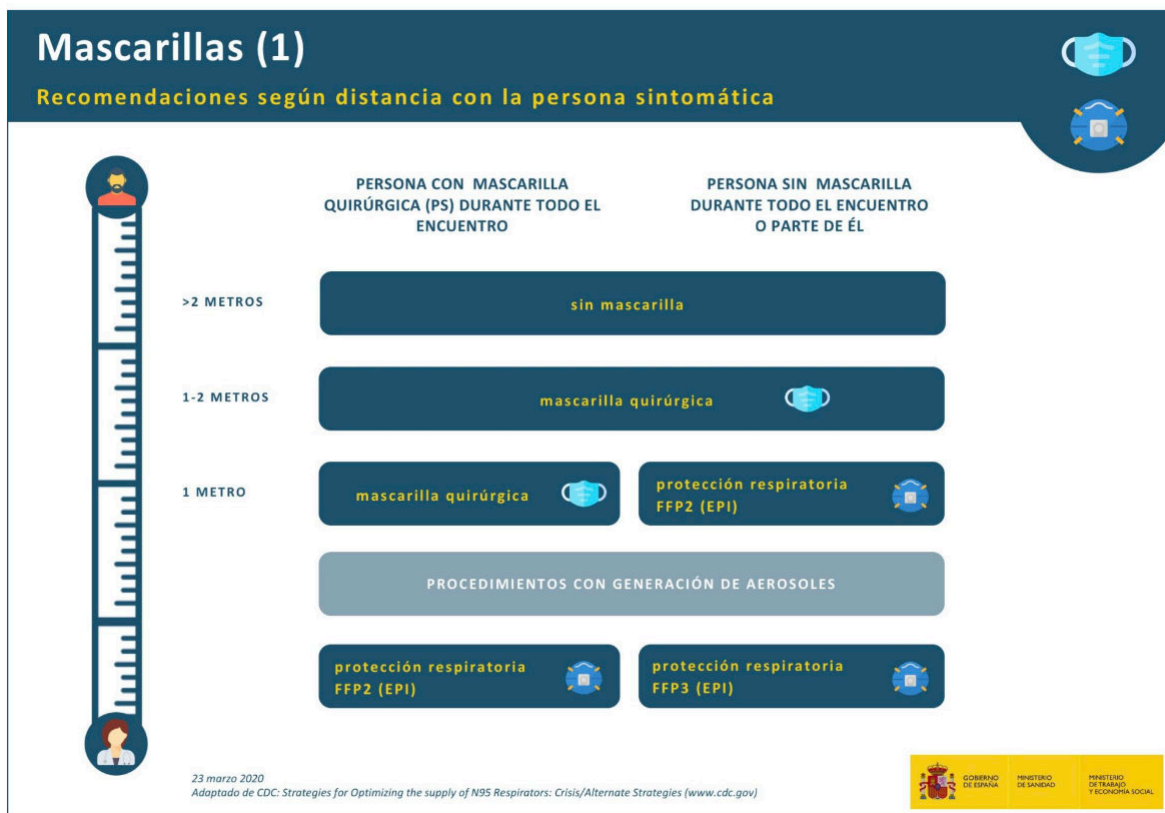 Mascarillas (1)
Recomendaciones según distancia con la persona sintomática
PERSONA CON MASCARILLA
QUIRÚRGICA (PS) DURANTE TODO EL
ENCUENTRO
PERSONA SIN MASCARILLA
DURANTE TODO EL ENCUENTRO
O PARTE DE ÉL
>2 METROS
sin mascarilla
1-2 METROS
mascarilla quirúrgica
1 METRO
mascarilla quirúrgica
protección respiratoria
FFP2 (EPI)
PROCEDIMIENTOS CON GENERACIÓN DE AEROSOLES
protección respiratoria
FFP2 (EPI)
protección respiratoria
FFP3 (EPI)
23 marzo 2020
Adaptado de CDC: Strategies for Optimizing the supply of N95 Respirators: Crisis/Alternate Strategies (www.cdc.gov)
GOBIERNO
DE ESPAÑA
MINISTERIO
DE SANIDAD
MINISTERIO
DE TRABAJO
Y ECONOMÍA SOCIAL